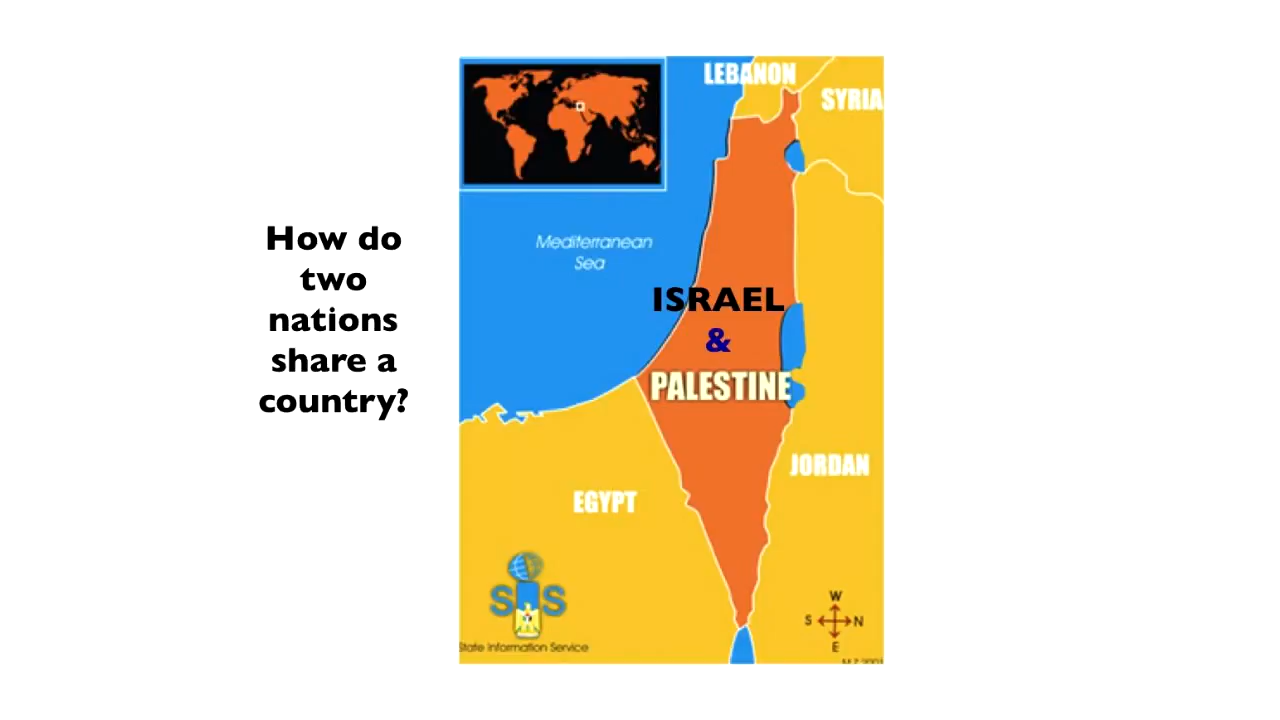 How do
two
nations
share a
country?
LEBANON
SYRIA
Mediterranean
Sea
ISRAEL
&
PALESTINE
JORDAN
EGYPT
SIS
State Information Service
W
S N
E